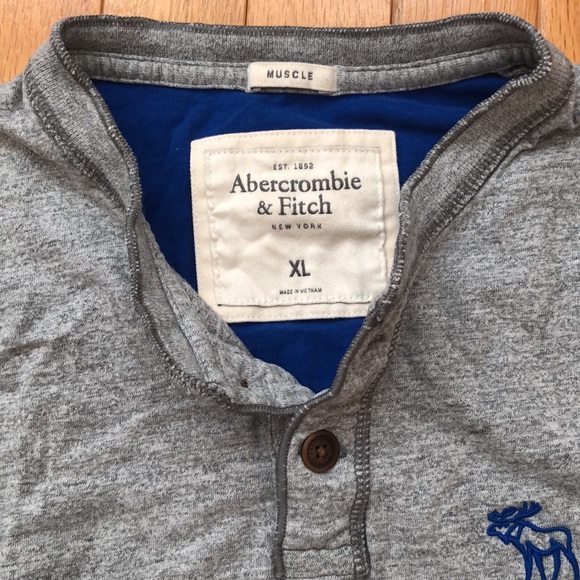 MUSCLE
EST. 1892
Abercrombie
& Fitch
NEW YORK
XL
MADE IN VIETNAM